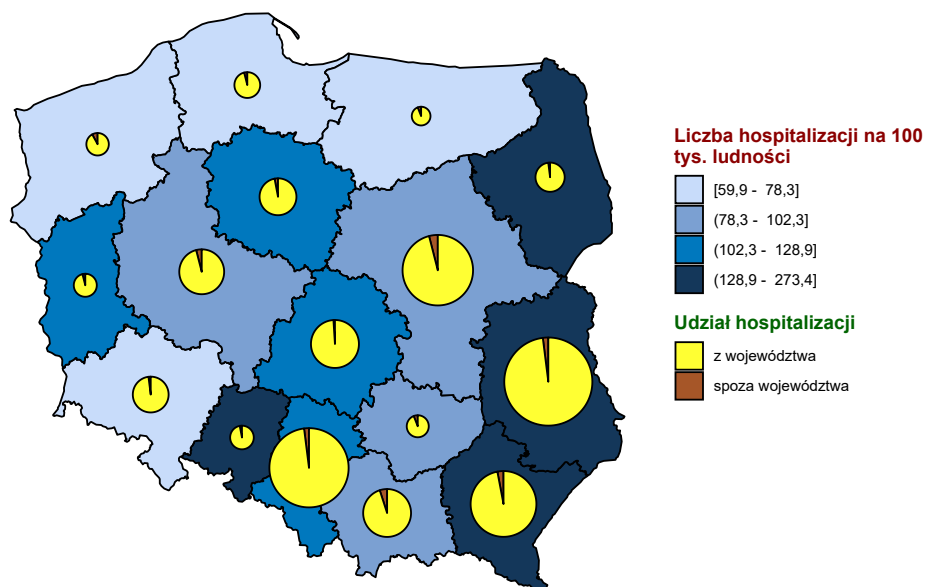 Liczba hospitalizacji na 100
tys. ludności
[59,9 - 78,3]
(78,3 - 102,3]
(102,3 - 128,9]
(128,9 - 273,4]
Udział hospitalizacji
z województwa
spoza województwa